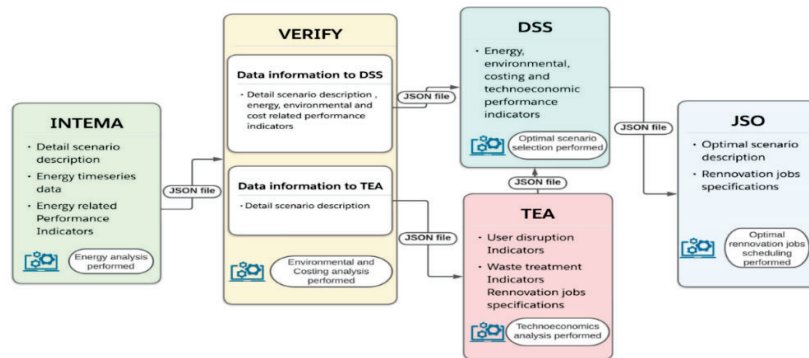 INTEMA
• Detail scenario
description
• Energy timeseries
data
• Energy related
Performance
Indicators
Energy analysis
performed
JSON file
VERIFY
Data information to DSS
• Detail scenario description ,
energy, environmental and
cost related performance
indicators
Data information to TEA
• Detail scenario description
Environmental and
Costing analysis
performed
JSON file
JSON file
DSS
• Energy,
environmental,
costing and
technoeconomic
performance
indicators
Optimal scenario
selection performed
JSON file
TEA
• User disruption
Indicators
• Waste treatment
Indicators
Rennovation jobs
specifications
Technoeconomics
analysis performed
JSON file
JSO
• Optimal scenario
description
• Rennovation jobs
specifications
Optimal
rennovation jobs
scheduling
performed